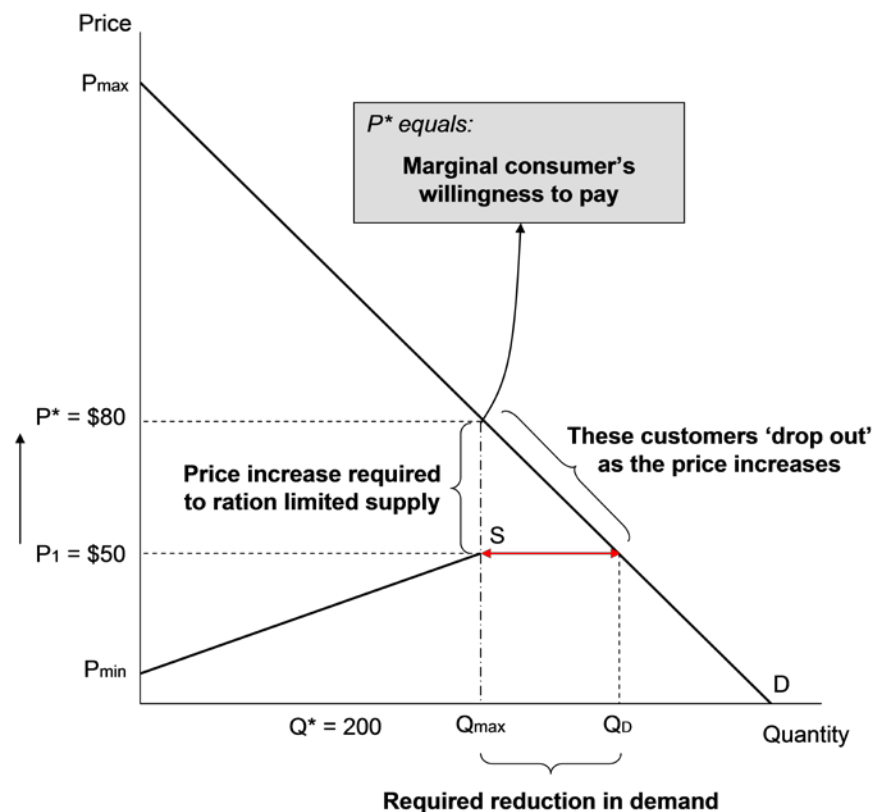 Price
Pmax
P* equals:
Marginal consumer's
willingness to pay
P* = $80
These customers 'drop out'
as the price increases
Price increase required
to ration limited supply
S
P1 = $50
Pmin
D
Q* = 200
Qmax
QD
Quantity
Required reduction in demand